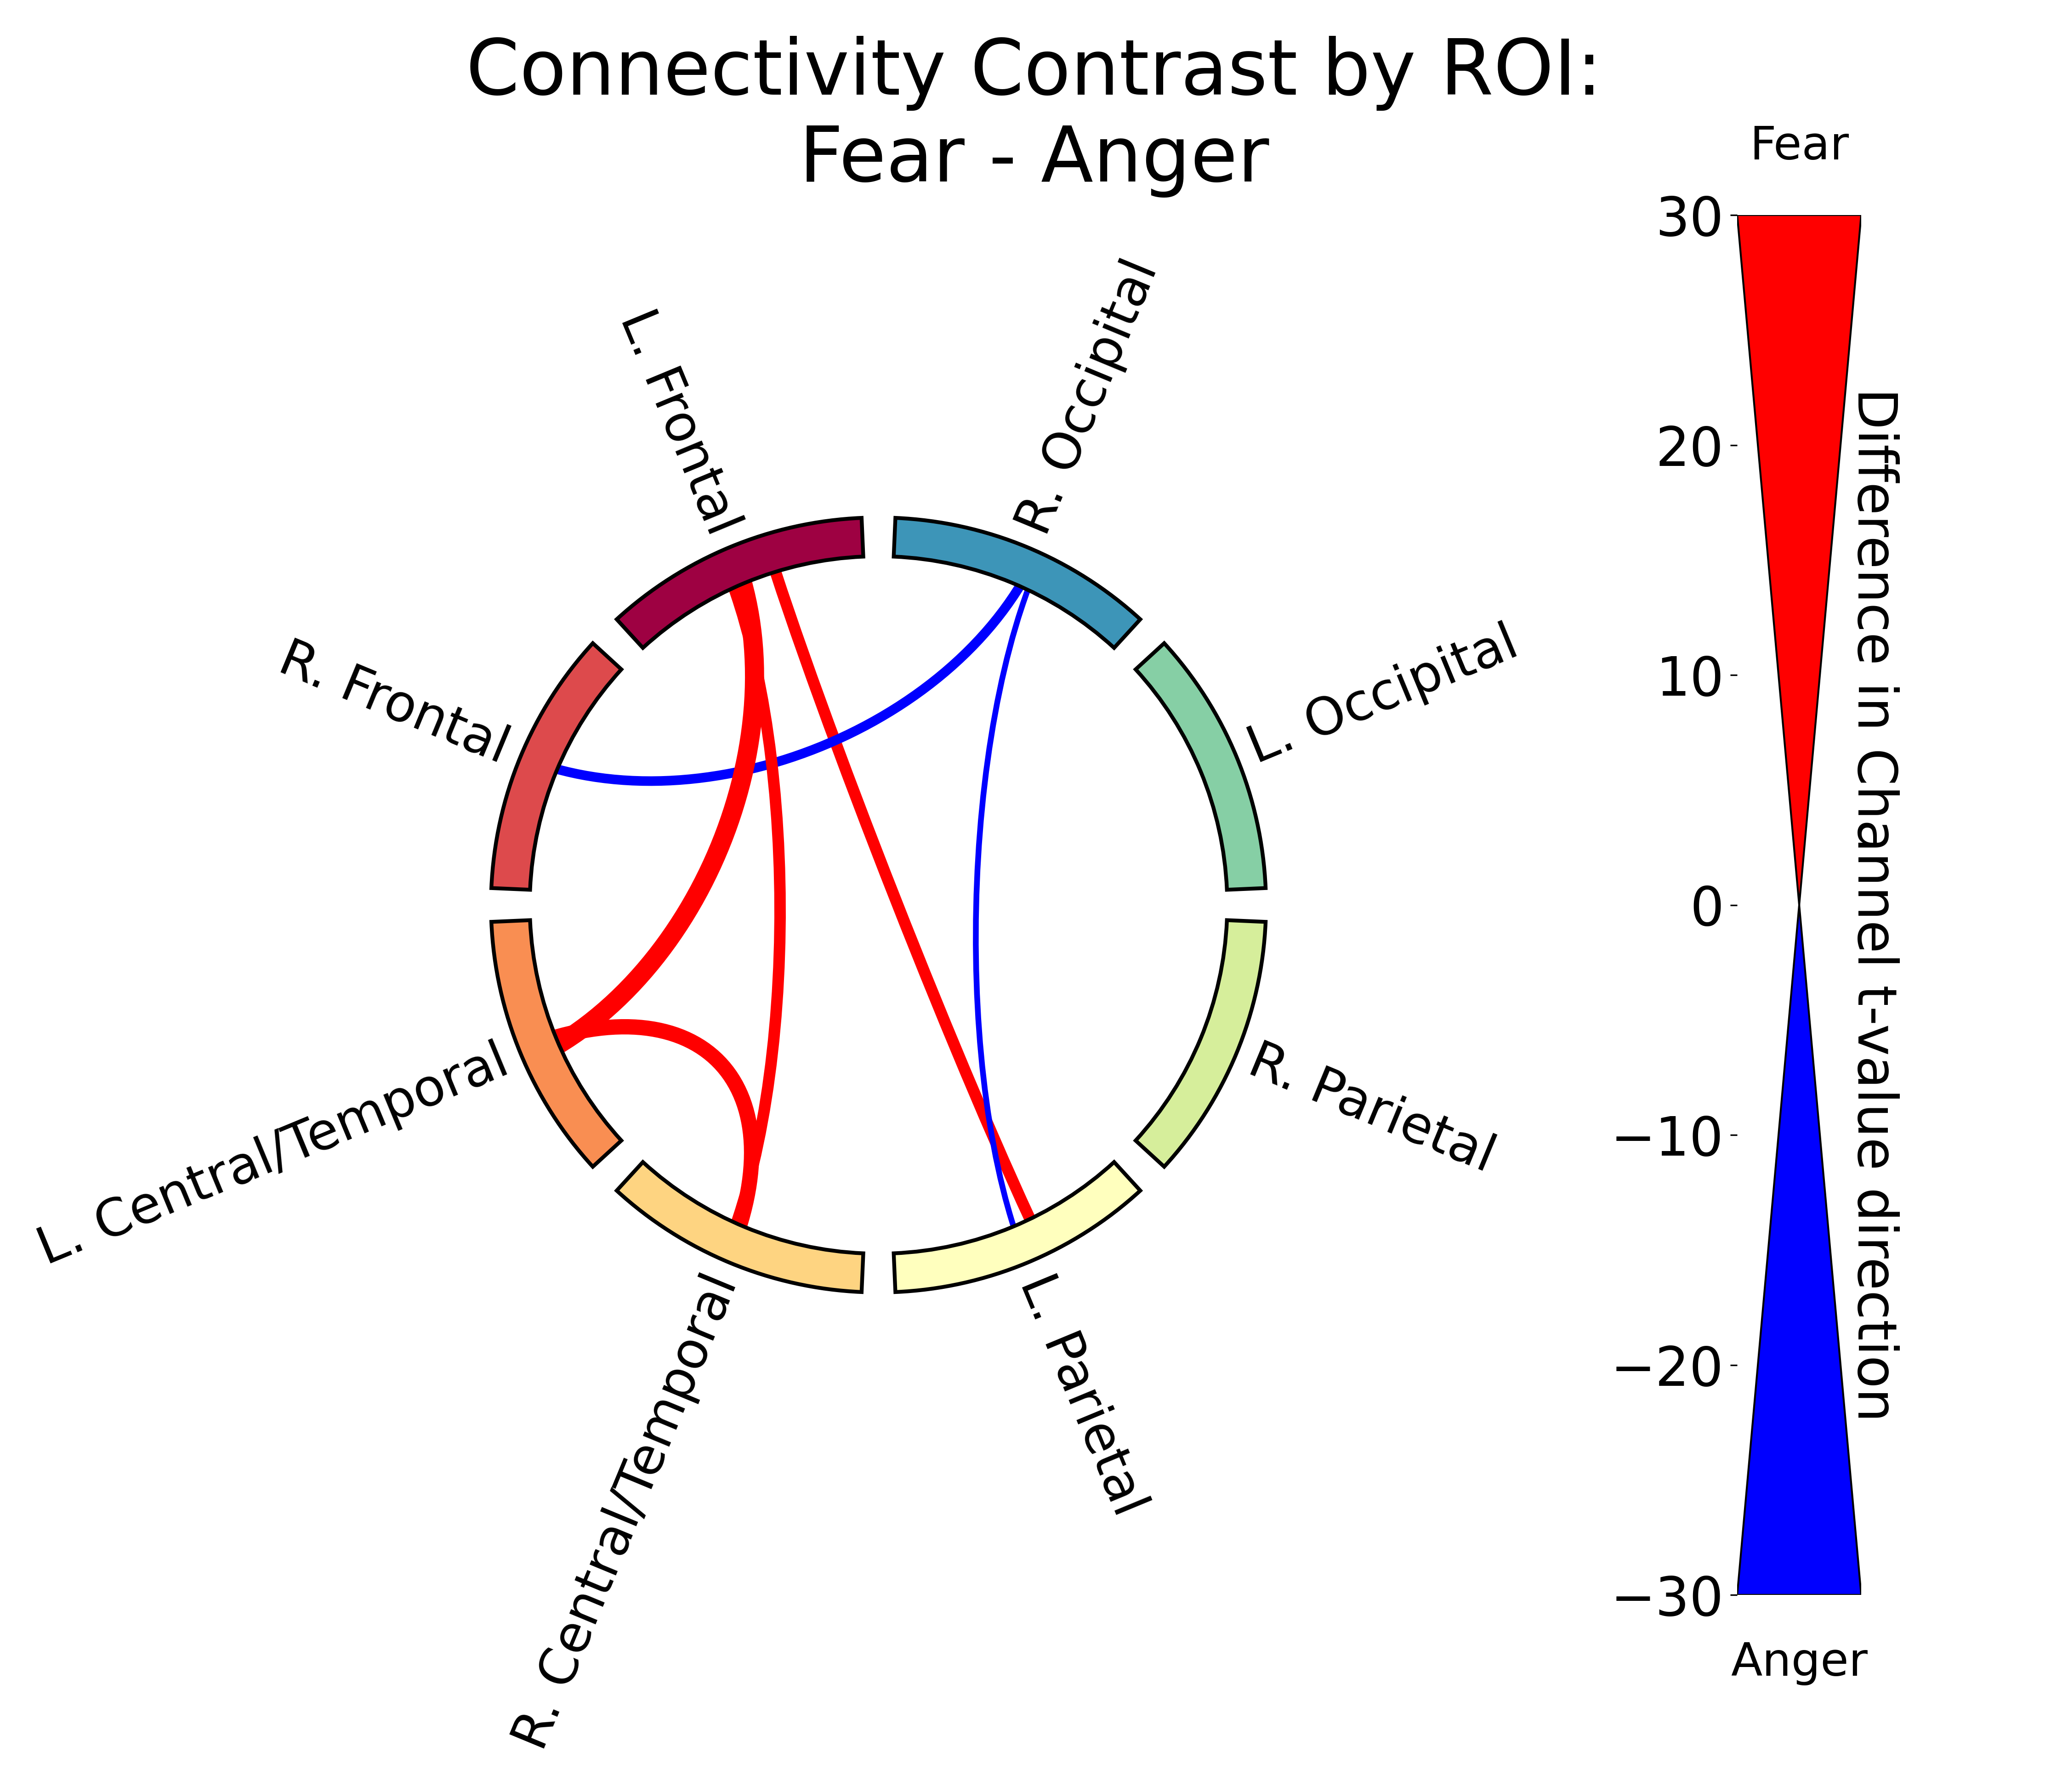 Connectivity Contrast by ROI:
Fear - Anger
Fear
30
20
10
0
−10
−20
−30
Anger
Difference in Channel t-value direction
L. Frontal
R. Occipital
R. Frontal
L. Occipital
L. Central/Temporal
R. Parietal
R. Central/Temporal
L. Parietal